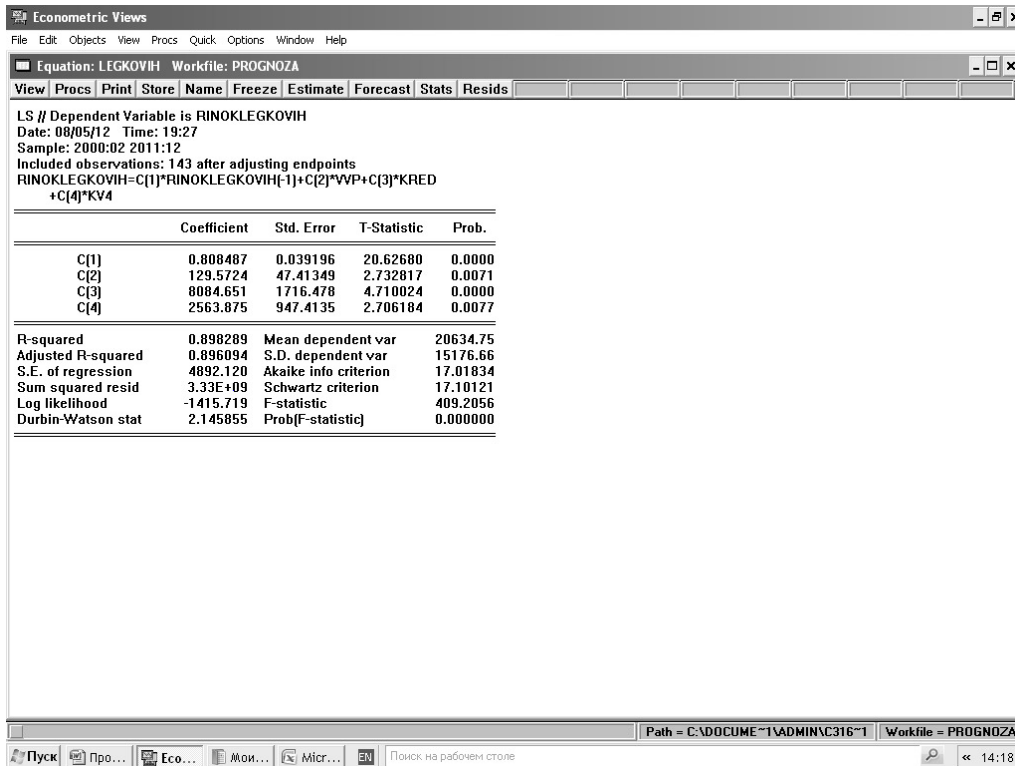 Econometric Views
File Edit Objects View Procs Quick Options Window Help
Equation: LEGKOVIH Workfile: PROGNOZA
View Procs Print Store Name Freeze Estimate Forecast Stats Resids
LS // Dependent Variable is RINOKLEGKOVIH
Date: 08/05/12 Time: 19:27
Sample: 2000:02 2011:12
Included observations: 143 after adjusting endpoints
RINOKLEGKOVIH=C(1)*RINOKLEGKOVIH(-1)+C(2)*VVP+C(3)*KRED
+C(4)*KV4
Coefficient Std. Error T-Statistic Prob.
C(1) 0.808487 0.039196 20.62680 0.0000
C(2) 129.5724 47.41349 2.732817 0.0071
C(3) 8084.651 1716.478 4.710024 0.0000
C(4) 2563.875 947.4135 2.706184 0.0077
R-squared 0.898289 Mean dependent var 20634.75
Adjusted R-squared 0.896094 S.D. dependent var 15176.66
S.E. of regression 4892.120 Akaike info criterion 17.01834
Sum squared resid 3.33E+09 Schwartz criterion 17.10121
Log likelihood -1415.719 F-statistic 409.2056
Durbin-Watson stat 2.145855 Prob(F-statistic) 0.000000
Path = C:\DOCUME~1\ADMIN\C316~1 Workfile = PROGNOZA
Пуск Про... Eco... Мои... Micr... EN Поиск на рабочем столе « 14:18